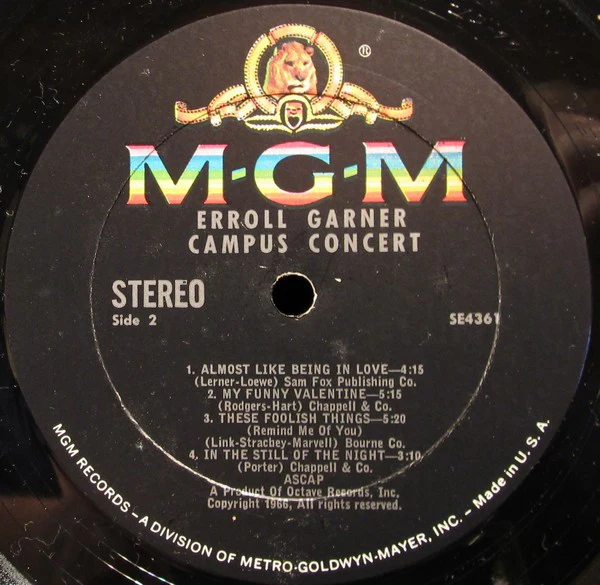 ®
M·G·M
ERROLL GARNER
CAMPUS CONCERT
STEREO
Side 2
SE4361
1. ALMOST LIKE BEING IN LOVE—4:15
(Lerner-Loewe) Sam Fox Publishing Co.
2. MY FUNNY VALENTINE—5:15
(Rodgers-Hart) Chappell & Co.
3. THESE FOOLISH THINGS—5:20
(Remind Me Of You)
(Link-Strachey-Marvell) Bourne Co.
4. IN THE STILL OF THE NIGHT—3:10
(Porter) Chappell & Co.
ASCAP
A Product Of Octave Records, Inc.
Copyright 1966, All rights reserved.
MGM RECORDS – A DIVISION OF METRO-GOLDWYN-MAYER, INC. – Made in U.S.A.